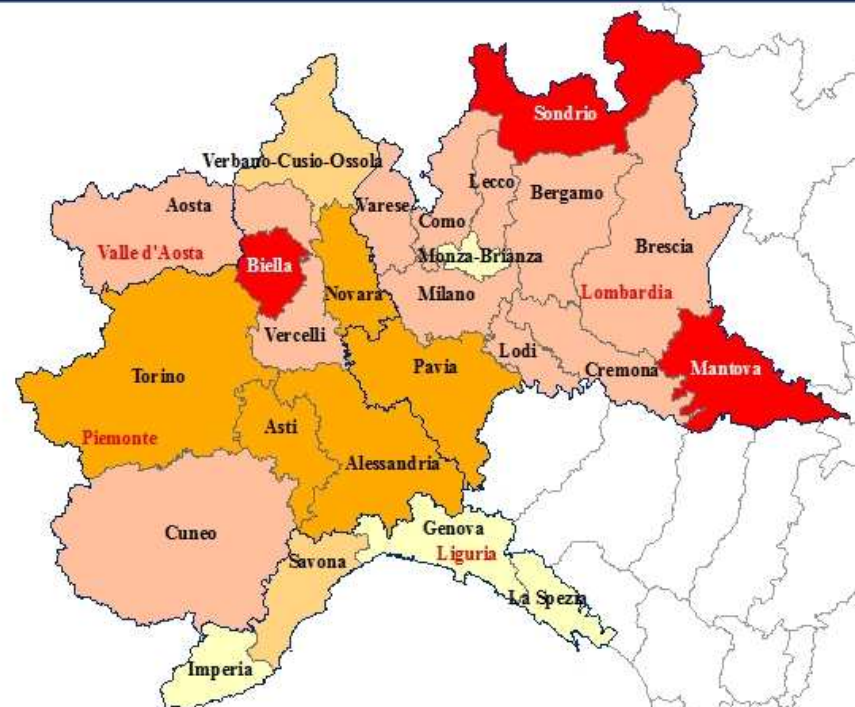 Sondrio
Verbano-Cusio-Ossola
Lecco
Bergamo
Aosta
Varese
Como
Valle d'Aosta
Biella
Monza-Brianza
Brescia
Novara
Milano
Lombardia
Vercelli
Lodi
Pavia
Cremona
Mantova
Torino
Asti
Piemonte
Alessandria
Cuneo
Genova
Liguria
Savona
La Spezia
Imperia